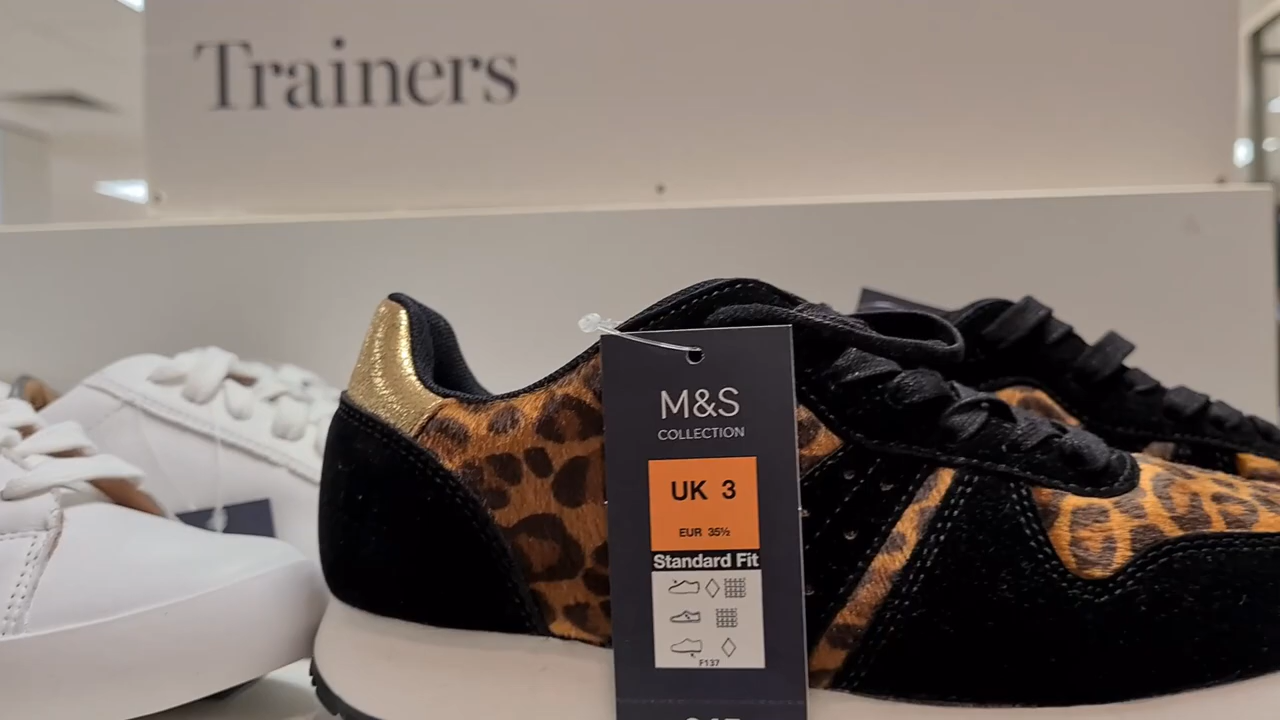 Trainers
M&S
COLLECTION
UK 3
EUR 35½
Standard Fit
F137